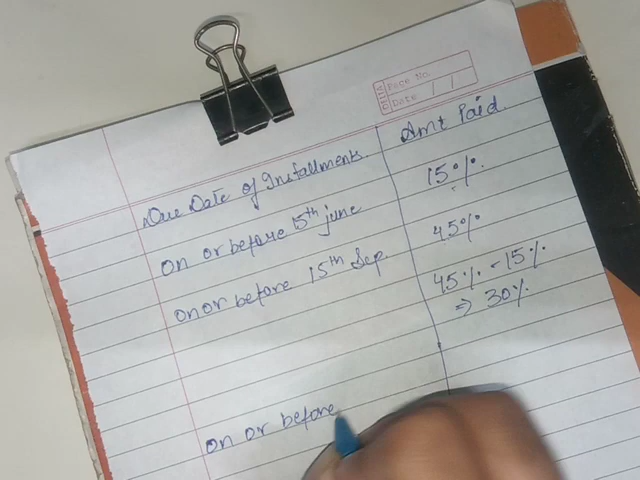 CHITA
Page No.
Date / /
Due Date of Installments. Amt Paid.
on or before 15th june 15%.
on or before 15th Sep. 45%
45% - 15%
⇒ 30%
on or before